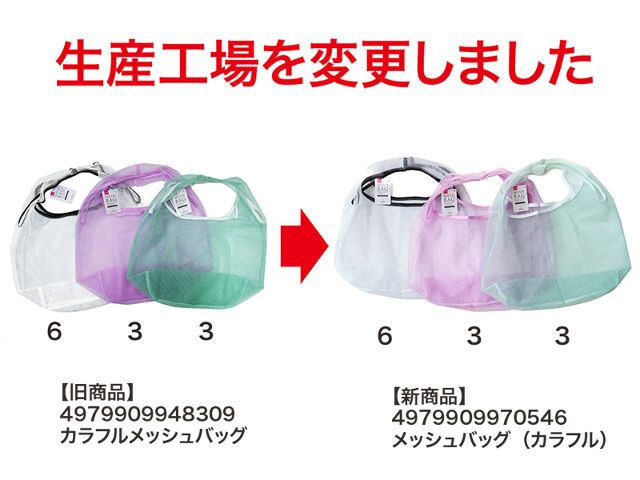 生産工場を変更しました
6 3 3
6 3 3
【旧商品】
4979909948309
カラフルメッシュバッグ
【新商品】
4979909970546
メッシュバッグ（カラフル）